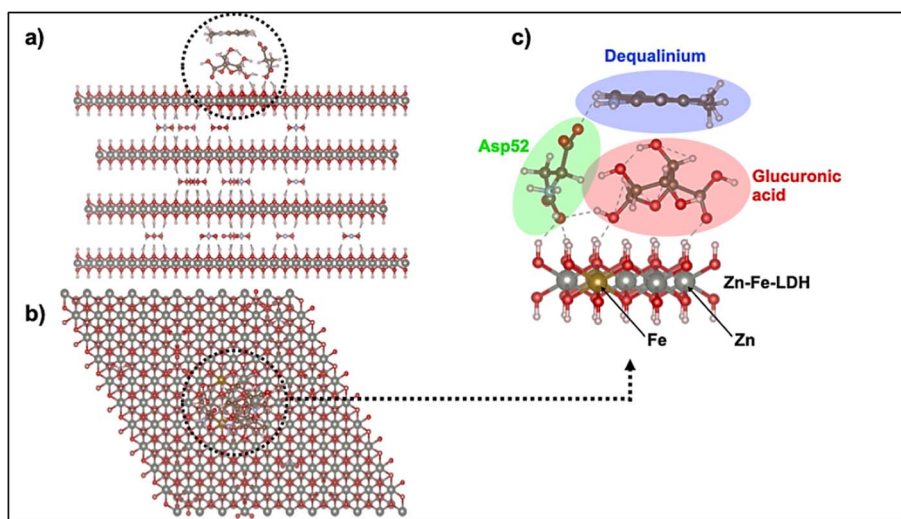 a)
c)
Dequalinium
Asp52
Glucuronic
acid
Zn-Fe-LDH
b)
Fe
Zn